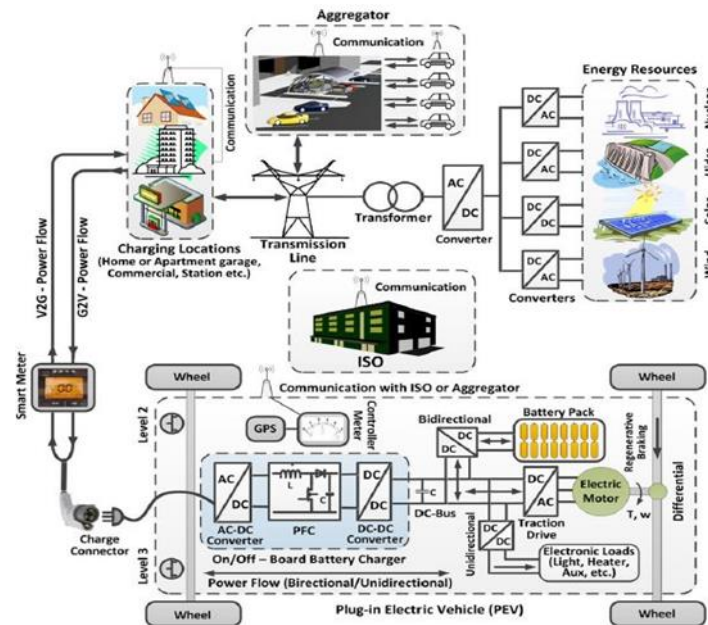 Aggregator
Communication
Communication
Energy Resources
Nuclear
Hidro
Solar
Wind
DC
AC
DC
AC
DC
AC
DC
AC
Converters
AC
DC
Converter
Transformer
Transmission
Line
Charging Locations
(Home or Apartment garage,
Commercial, Station etc.)
V2G - Power Flow
G2V - Power Flow
Communication
ISO
Smart Meter
Wheel
Wheel
Communication with ISO or Aggregator
Level 2
GPS
Controller
Meter
Bidirectional
DC
DC
Battery Pack
Regenerative
Braking
AC
DC
AC-DC
Converter
L
C
PFC
DC
DC
DC-DC
Converter
C
DC-Bus
DC
AC
Traction
Drive
Electric
Motor
T, w
Differential
Unidirectional
DC
DC
Electronic Loads
(Light, Heater,
Aux, etc.)
Charge
Connector
Level 3
On/Off – Board Battery Charger
Power Flow (Birectional/Unidirectional)
Wheel
Plug-in Electric Vehicle (PEV)
Wheel